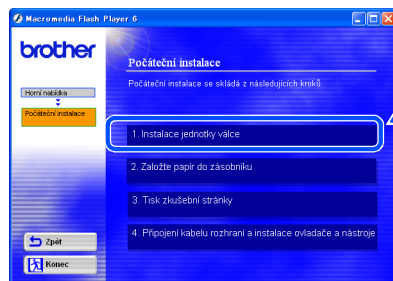 Macromedia Flash Player 6
brother
Počáteční instalace
Počáteční instalace se skládá z následujících kroků.
Horní nabídka
Počáteční instalace
1. Instalace jednotky válce
4
2. Založte papír do zásobníku
3. Tisk zkušební stránky
4. Připojení kabelu rozhraní a instalace ovladače a nástroje
Zpět
Konec